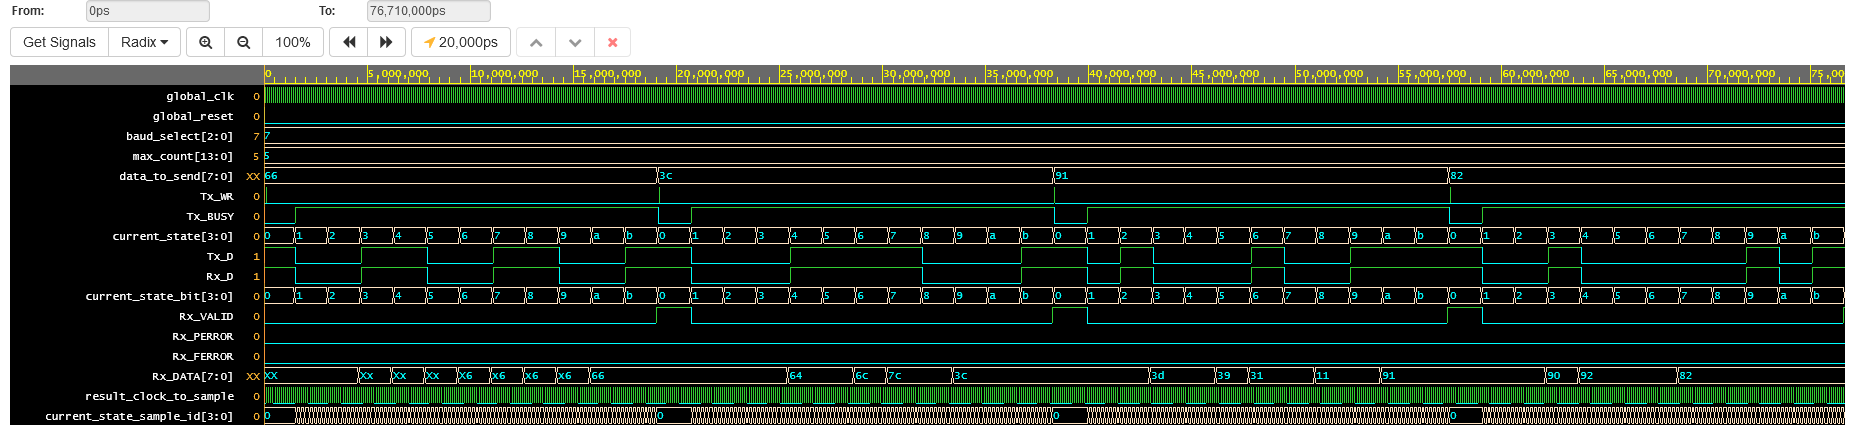 From: 0ps To: 76,710,000ps
Get Signals Radix 100% 20,000ps
0 5,000,000 10,000,000 15,000,000 20,000,000 25,000,000 30,000,000 35,000,000 40,000,000 45,000,000 50,000,000 55,000,000 60,000,000 65,000,000 70,000,000 75,00
global_clk 0
global_reset 0
baud_select[2:0] 7 7
max_count[13:0] 5 5
data_to_send[7:0] XX 66 3c 91 82
Tx_WR 0
Tx_BUSY 0
current_state[3:0] 0 0 1 2 3 4 5 6 7 8 9 a b 0 1 2 3 4 5 6 7 8 9 a b 0 1 2 3 4 5 6 7 8 9 a b 0 1 2 3 4 5 6 7 8 9 a b
Tx_D 1
Rx_D 1
current_state_bit[3:0] 0 0 1 2 3 4 5 6 7 8 9 a b 0 1 2 3 4 5 6 7 8 9 a b 0 1 2 3 4 5 6 7 8 9 a b 0 1 2 3 4 5 6 7 8 9 a b
Rx_VALID 0
Rx_PERROR 0
Rx_FERROR 0
Rx_DATA[7:0] XX XX Xx Xx Xx X6 x6 x6 x6 66 64 6c 7c 3c 3d 39 31 11 91 90 92 82
result_clock_to_sample 0
current_state_sample_id[3:0] 0 0 0 0 0